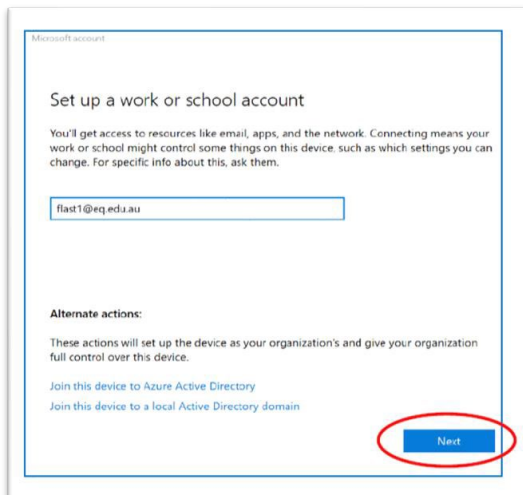 Microsoft account
Set up a work or school account
You'll get access to resources like email, apps, and the network. Connecting means your
work or school might control some things on this device, such as which settings you can
change. For specific info about this, ask them.
flast1@eq.edu.au
Alternate actions:
These actions will set up the device as your organization's and give your organization
full control over this device.
Join this device to Azure Active Directory
Join this device to a local Active Directory domain
Next